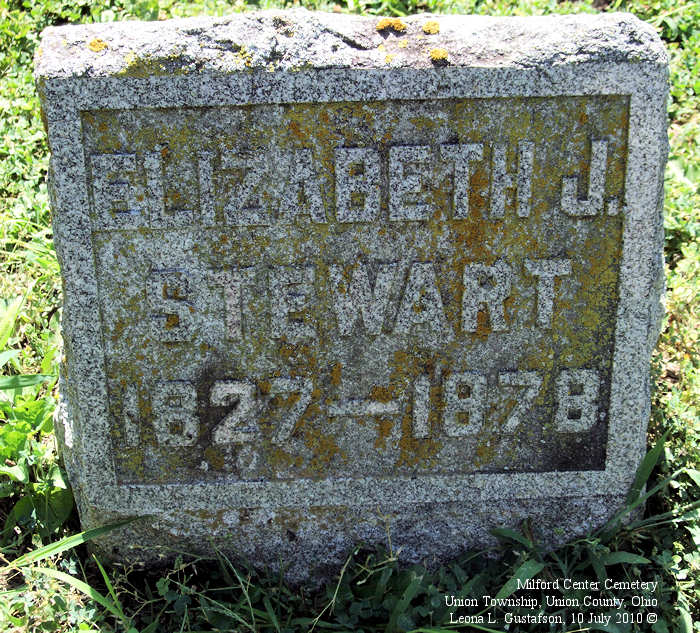 ELIZABETH J.
STEWART
1827–1878
Milford Center Cemetery
Union Township, Union County, Ohio
Leona L. Gustafson, 10 July 2010 ©